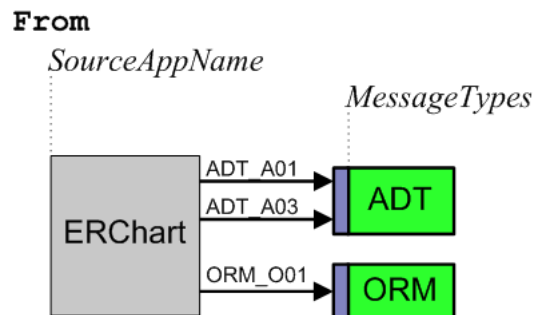 From
SourceAppName
MessageTypes
ADT_A01
ADT_A03
ADT
ERChart
ORM_O01
ORM